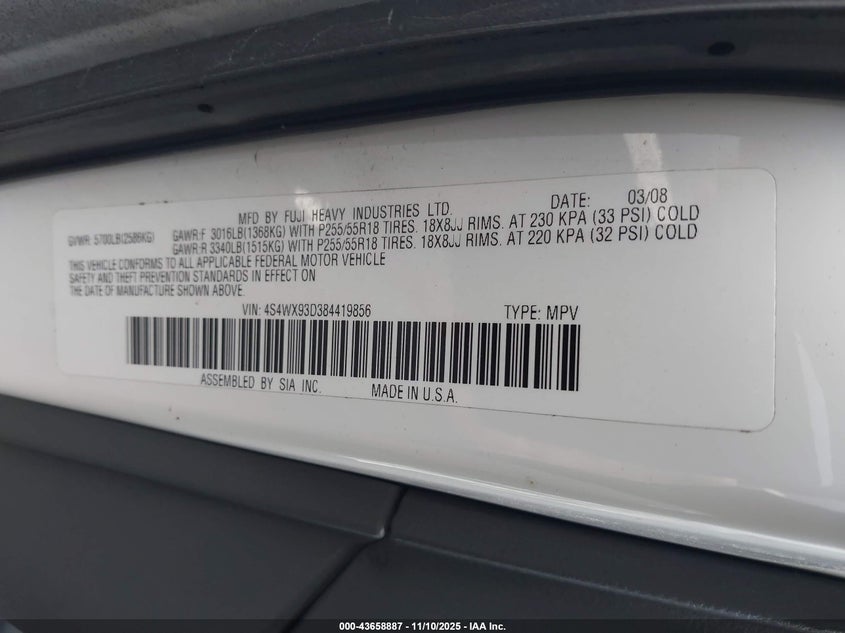 MFD BY FUJI HEAVY INDUSTRIES LTD. DATE: 03/08
GVWR: 5700LB(2586KG) GAWR:F 3016LB(1368KG) WITH P255/55R18 TIRES. 18X8JJ RIMS. AT 230 KPA (33 PSI) COLD
GAWR:R 3340LB(1515KG) WITH P255/55R18 TIRES. 18X8JJ RIMS. AT 220 KPA (32 PSI) COLD
THIS VEHICLE CONFORMS TO ALL APPLICABLE FEDERAL MOTOR VEHICLE
SAFETY AND THEFT PREVENTION STANDARDS IN EFFECT ON
THE DATE OF MANUFACTURE SHOWN ABOVE.
VIN: 4S4WX93D384419856 TYPE: MPV
ASSEMBLED BY SIA INC. MADE IN U.S.A.
000-43658887 - 11/10/2025 - IAA Inc.